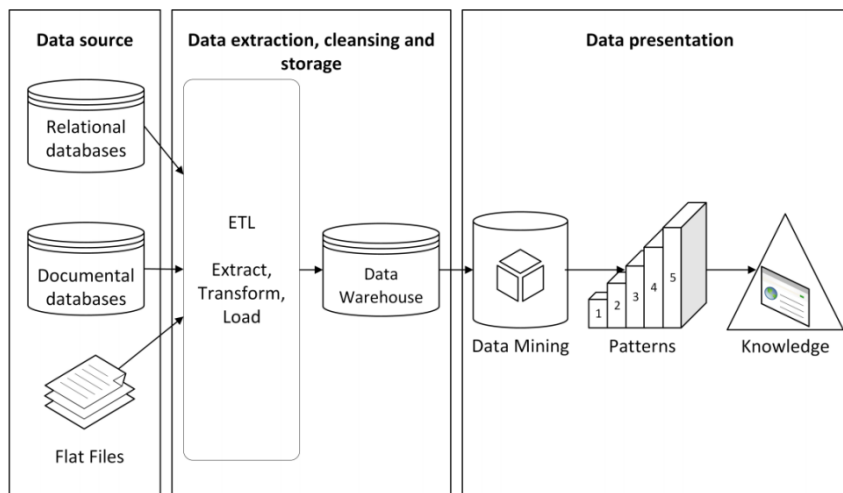 Data source
Relational
databases
Documental
databases
Flat Files
Data extraction, cleansing and
storage
ETL
Extract,
Transform,
Load
Data
Warehouse
Data presentation
Data Mining
1
2
3
4
5
Patterns
Knowledge